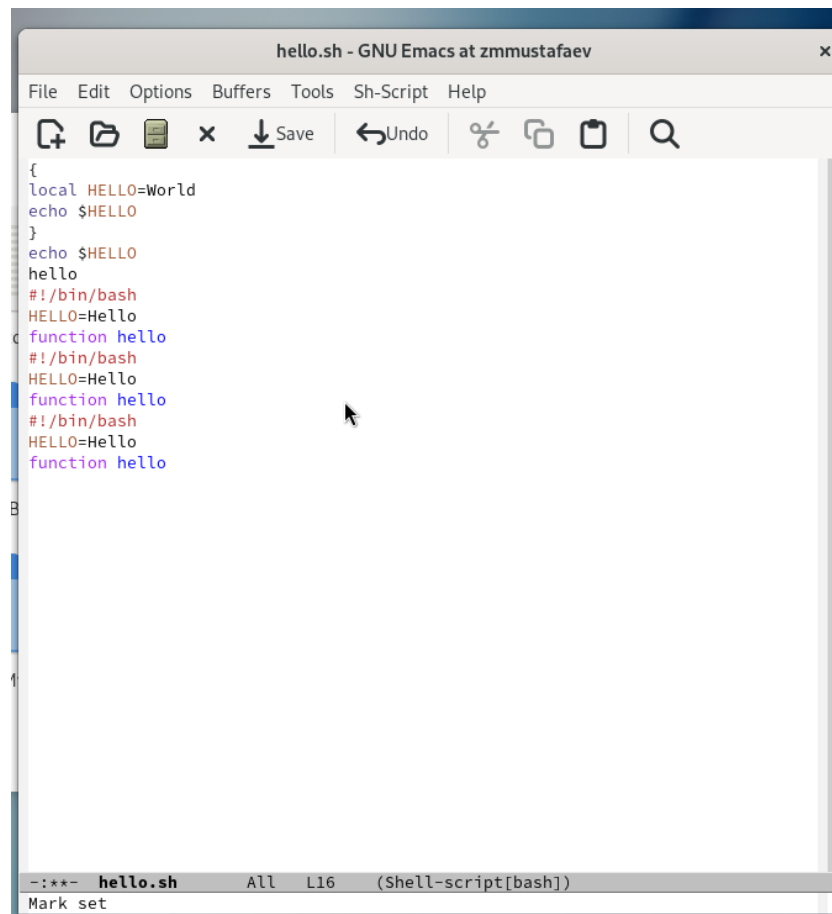 hello.sh - GNU Emacs at zmmustafaev
File Edit Options Buffers Tools Sh-Script Help
Save Undo
{
local HELLO=World
echo $HELLO
}
echo $HELLO
hello
#!/bin/bash
HELLO=Hello
function hello
#!/bin/bash
HELLO=Hello
function hello
#!/bin/bash
HELLO=Hello
function hello
-:**- hello.sh All L16 (Shell-script[bash])
Mark set